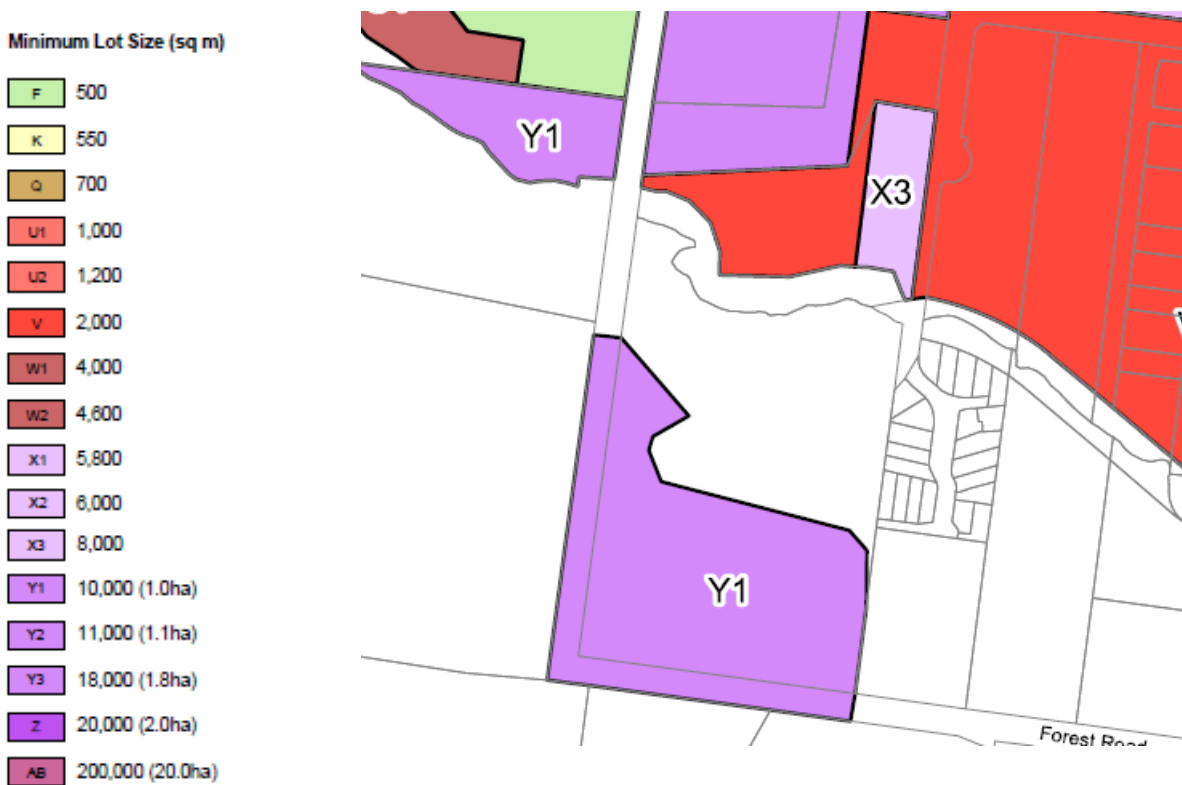 Minimum Lot Size (sq m)
F 500
K 550
Q 700
U1 1,000
U2 1,200
V 2,000
W1 4,000
W2 4,600
X1 5,800
X2 6,000
X3 8,000
Y1 10,000 (1.0ha)
Y2 11,000 (1.1ha)
Y3 18,000 (1.8ha)
Z 20,000 (2.0ha)
AB 200,000 (20.0ha)
Y1
X3
Y1
Forest Road